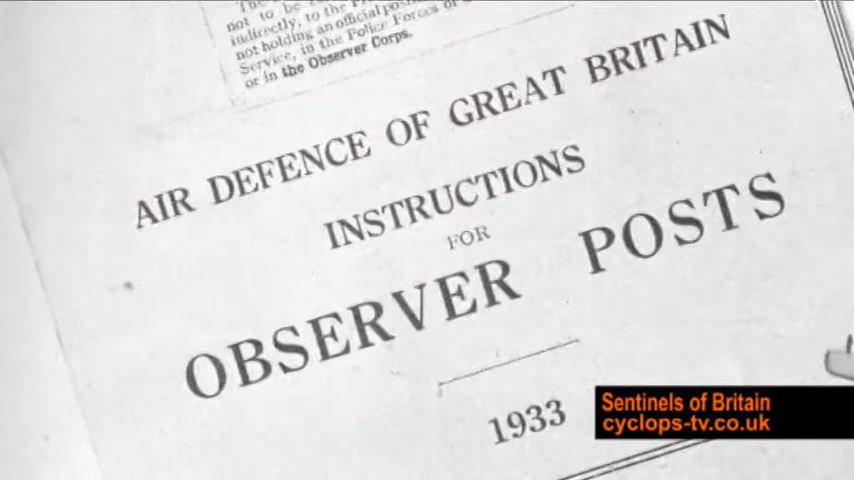 The
not to be
indirectly, to the
not holding an official
Service, in the Police Forces or
or in the Observer Corps.
AIR DEFENCE OF GREAT BRITAIN
INSTRUCTIONS
FOR
OBSERVER POSTS
1933
Sentinels of Britain
cyclops-tv.co.uk